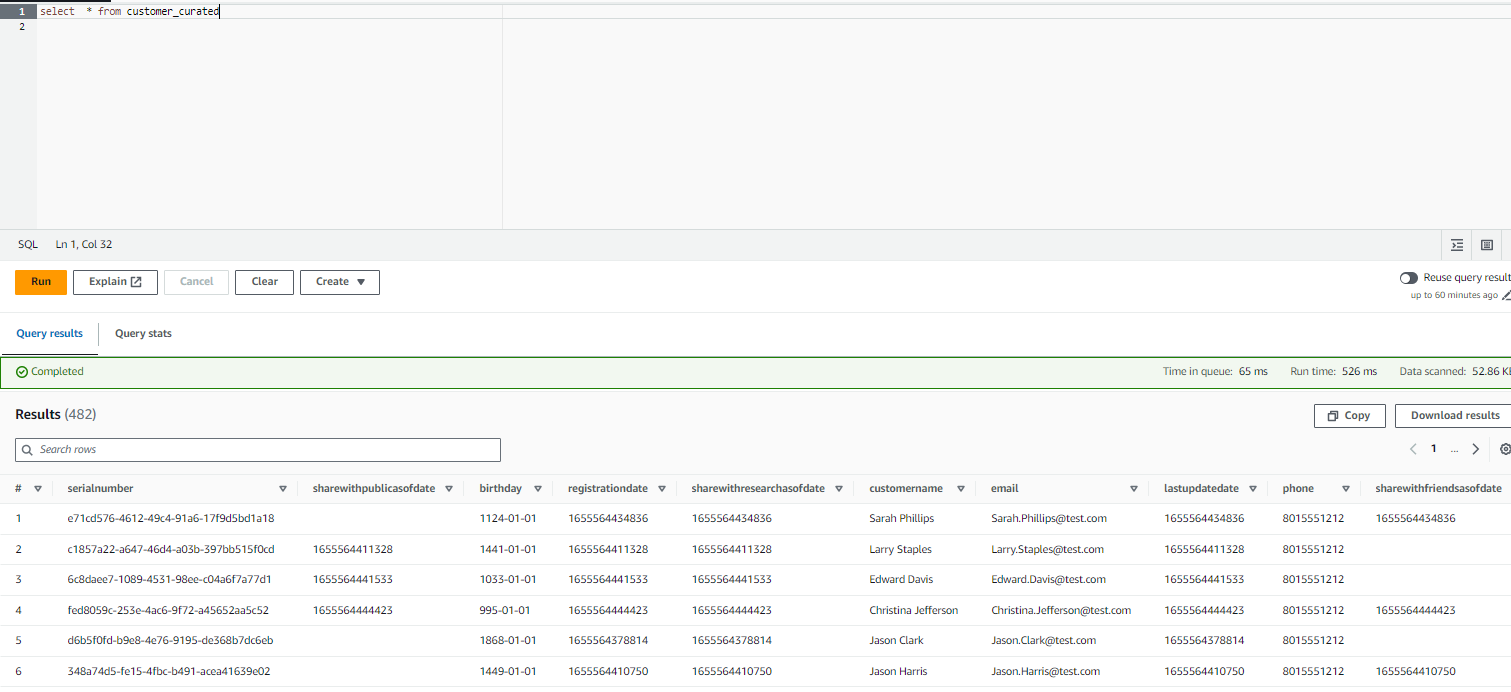 1 select * from customer_curated
2
SQL Ln 1, Col 32
Run Explain Cancel Clear Create Reuse query result
up to 60 minutes ago
Query results Query stats
Completed Time in queue: 65 ms Run time: 526 ms Data scanned: 52.86 K
Results (482) Copy Download results
Search rows 1 ...
# serialnumber sharewithpublicasofdate birthday registrationdate sharewithresearchasofdate customername email lastupdatedate phone sharewithfriendsasofdate
1 e71cd576-4612-49c4-91a6-17f9d5bd1a18 1124-01-01 1655564434836 1655564434836 Sarah Phillips Sarah.Phillips@test.com 1655564434836 8015551212 1655564434836
2 c1857a22-a647-46d4-a03b-397bb515f0cd 1655564411328 1441-01-01 1655564411328 1655564411328 Larry Staples Larry.Staples@test.com 1655564411328 8015551212
3 6c8daee7-1089-4531-98ee-c04a6f7a77d1 1655564441533 1033-01-01 1655564441533 1655564441533 Edward Davis Edward.Davis@test.com 1655564441533 8015551212
4 fed8059c-253e-4ac6-9f72-a45652aa5c52 1655564444423 995-01-01 1655564444423 1655564444423 Christina Jefferson Christina.Jefferson@test.com 1655564444423 8015551212 1655564444423
5 d6b5f0fd-b9e8-4e76-9195-de368b7dc6eb 1868-01-01 1655564378814 1655564378814 Jason Clark Jason.Clark@test.com 1655564378814 8015551212
6 348a74d5-fe15-4fbc-b491-acea41639e02 1449-01-01 1655564410750 1655564410750 Jason Harris Jason.Harris@test.com 1655564410750 8015551212 1655564410750